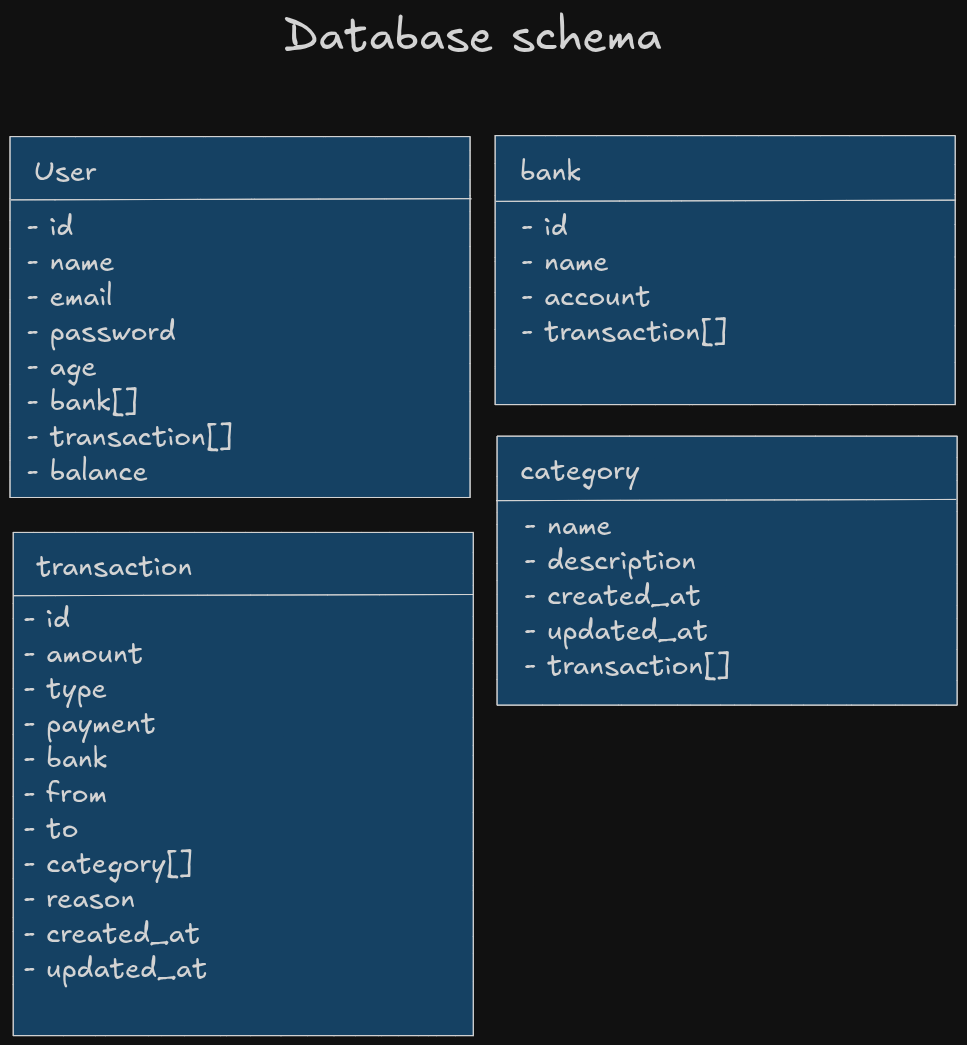 Database schema
User
- id
- name
- email
- password
- age
- bank[]
- transaction[]
- balance
bank
- id
- name
- account
- transaction[]
transaction
- id
- amount
- type
- payment
- bank
- from
- to
- category[]
- reason
- created_at
- updated_at
category
- name
- description
- created_at
- updated_at
- transaction[]